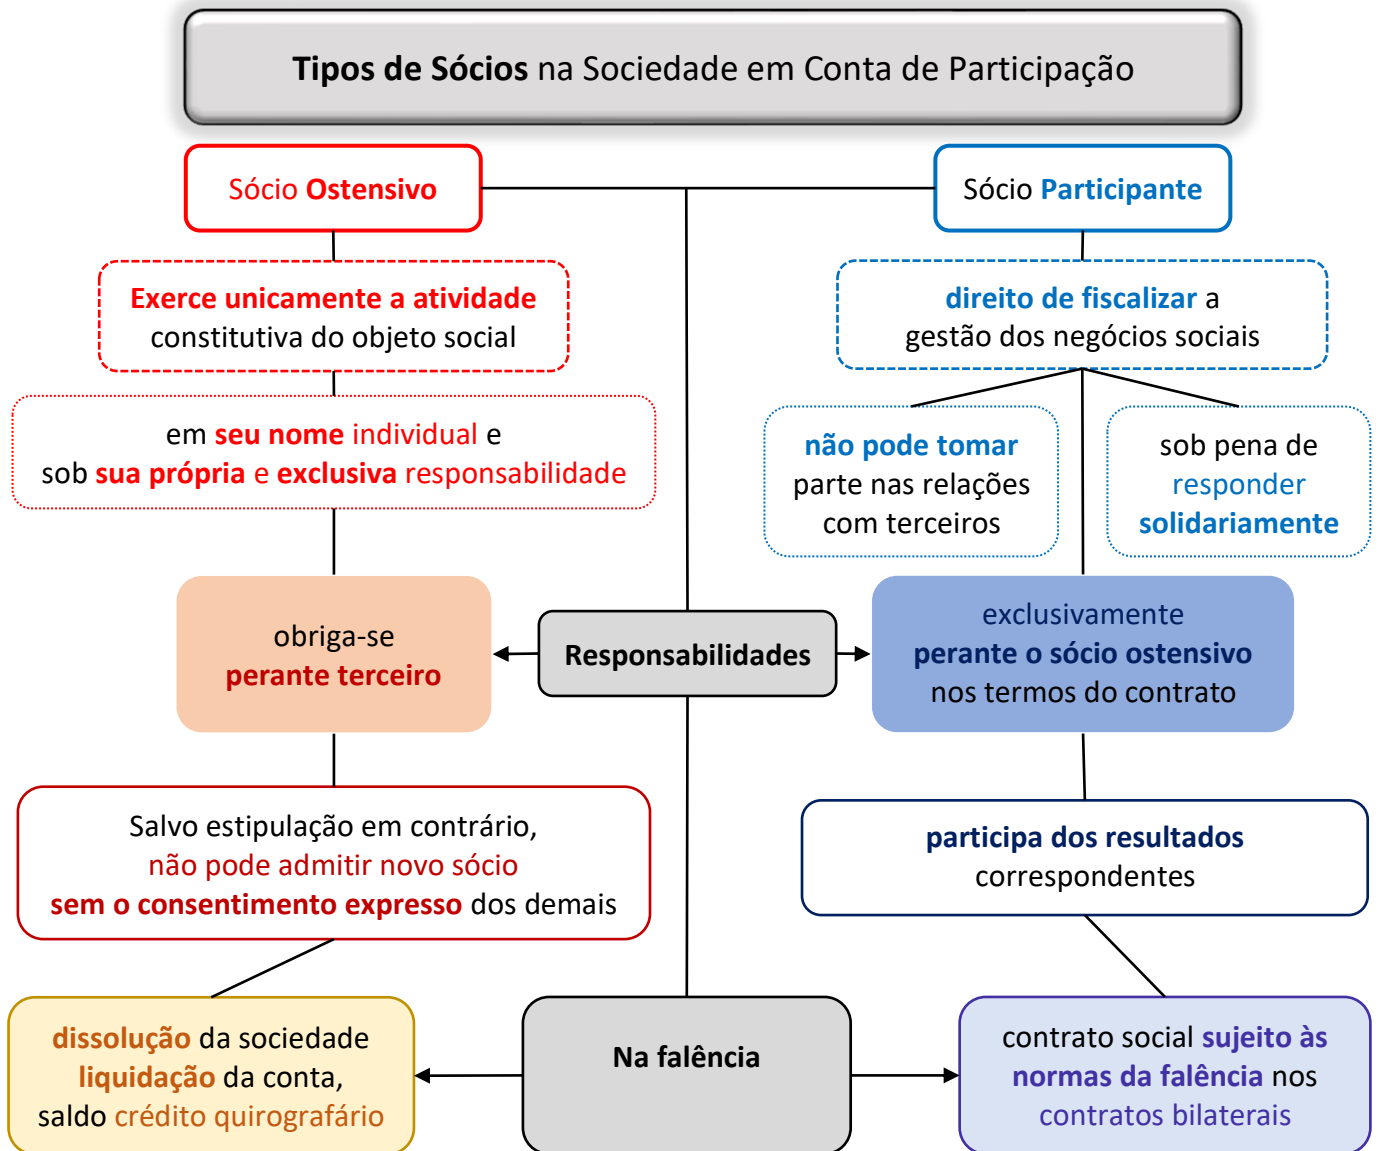 Tipos de Sócios na Sociedade em Conta de Participação
Sócio Ostensivo
Sócio Participante
Exerce unicamente a atividade
constitutiva do objeto social
direito de fiscalizar a
gestão dos negócios sociais
em seu nome individual e
sob sua própria e exclusiva responsabilidade
não pode tomar
parte nas relações
com terceiros
sob pena de
responder
solidariamente
obriga-se
perante terceiro
Responsabilidades
exclusivamente
perante o sócio ostensivo
nos termos do contrato
Salvo estipulação em contrário,
não pode admitir novo sócio
sem o consentimento expresso dos demais
participa dos resultados
correspondentes
dissolução da sociedade
liquidação da conta,
saldo crédito quirografário
Na falência
contrato social sujeito às
normas da falência nos
contratos bilaterais